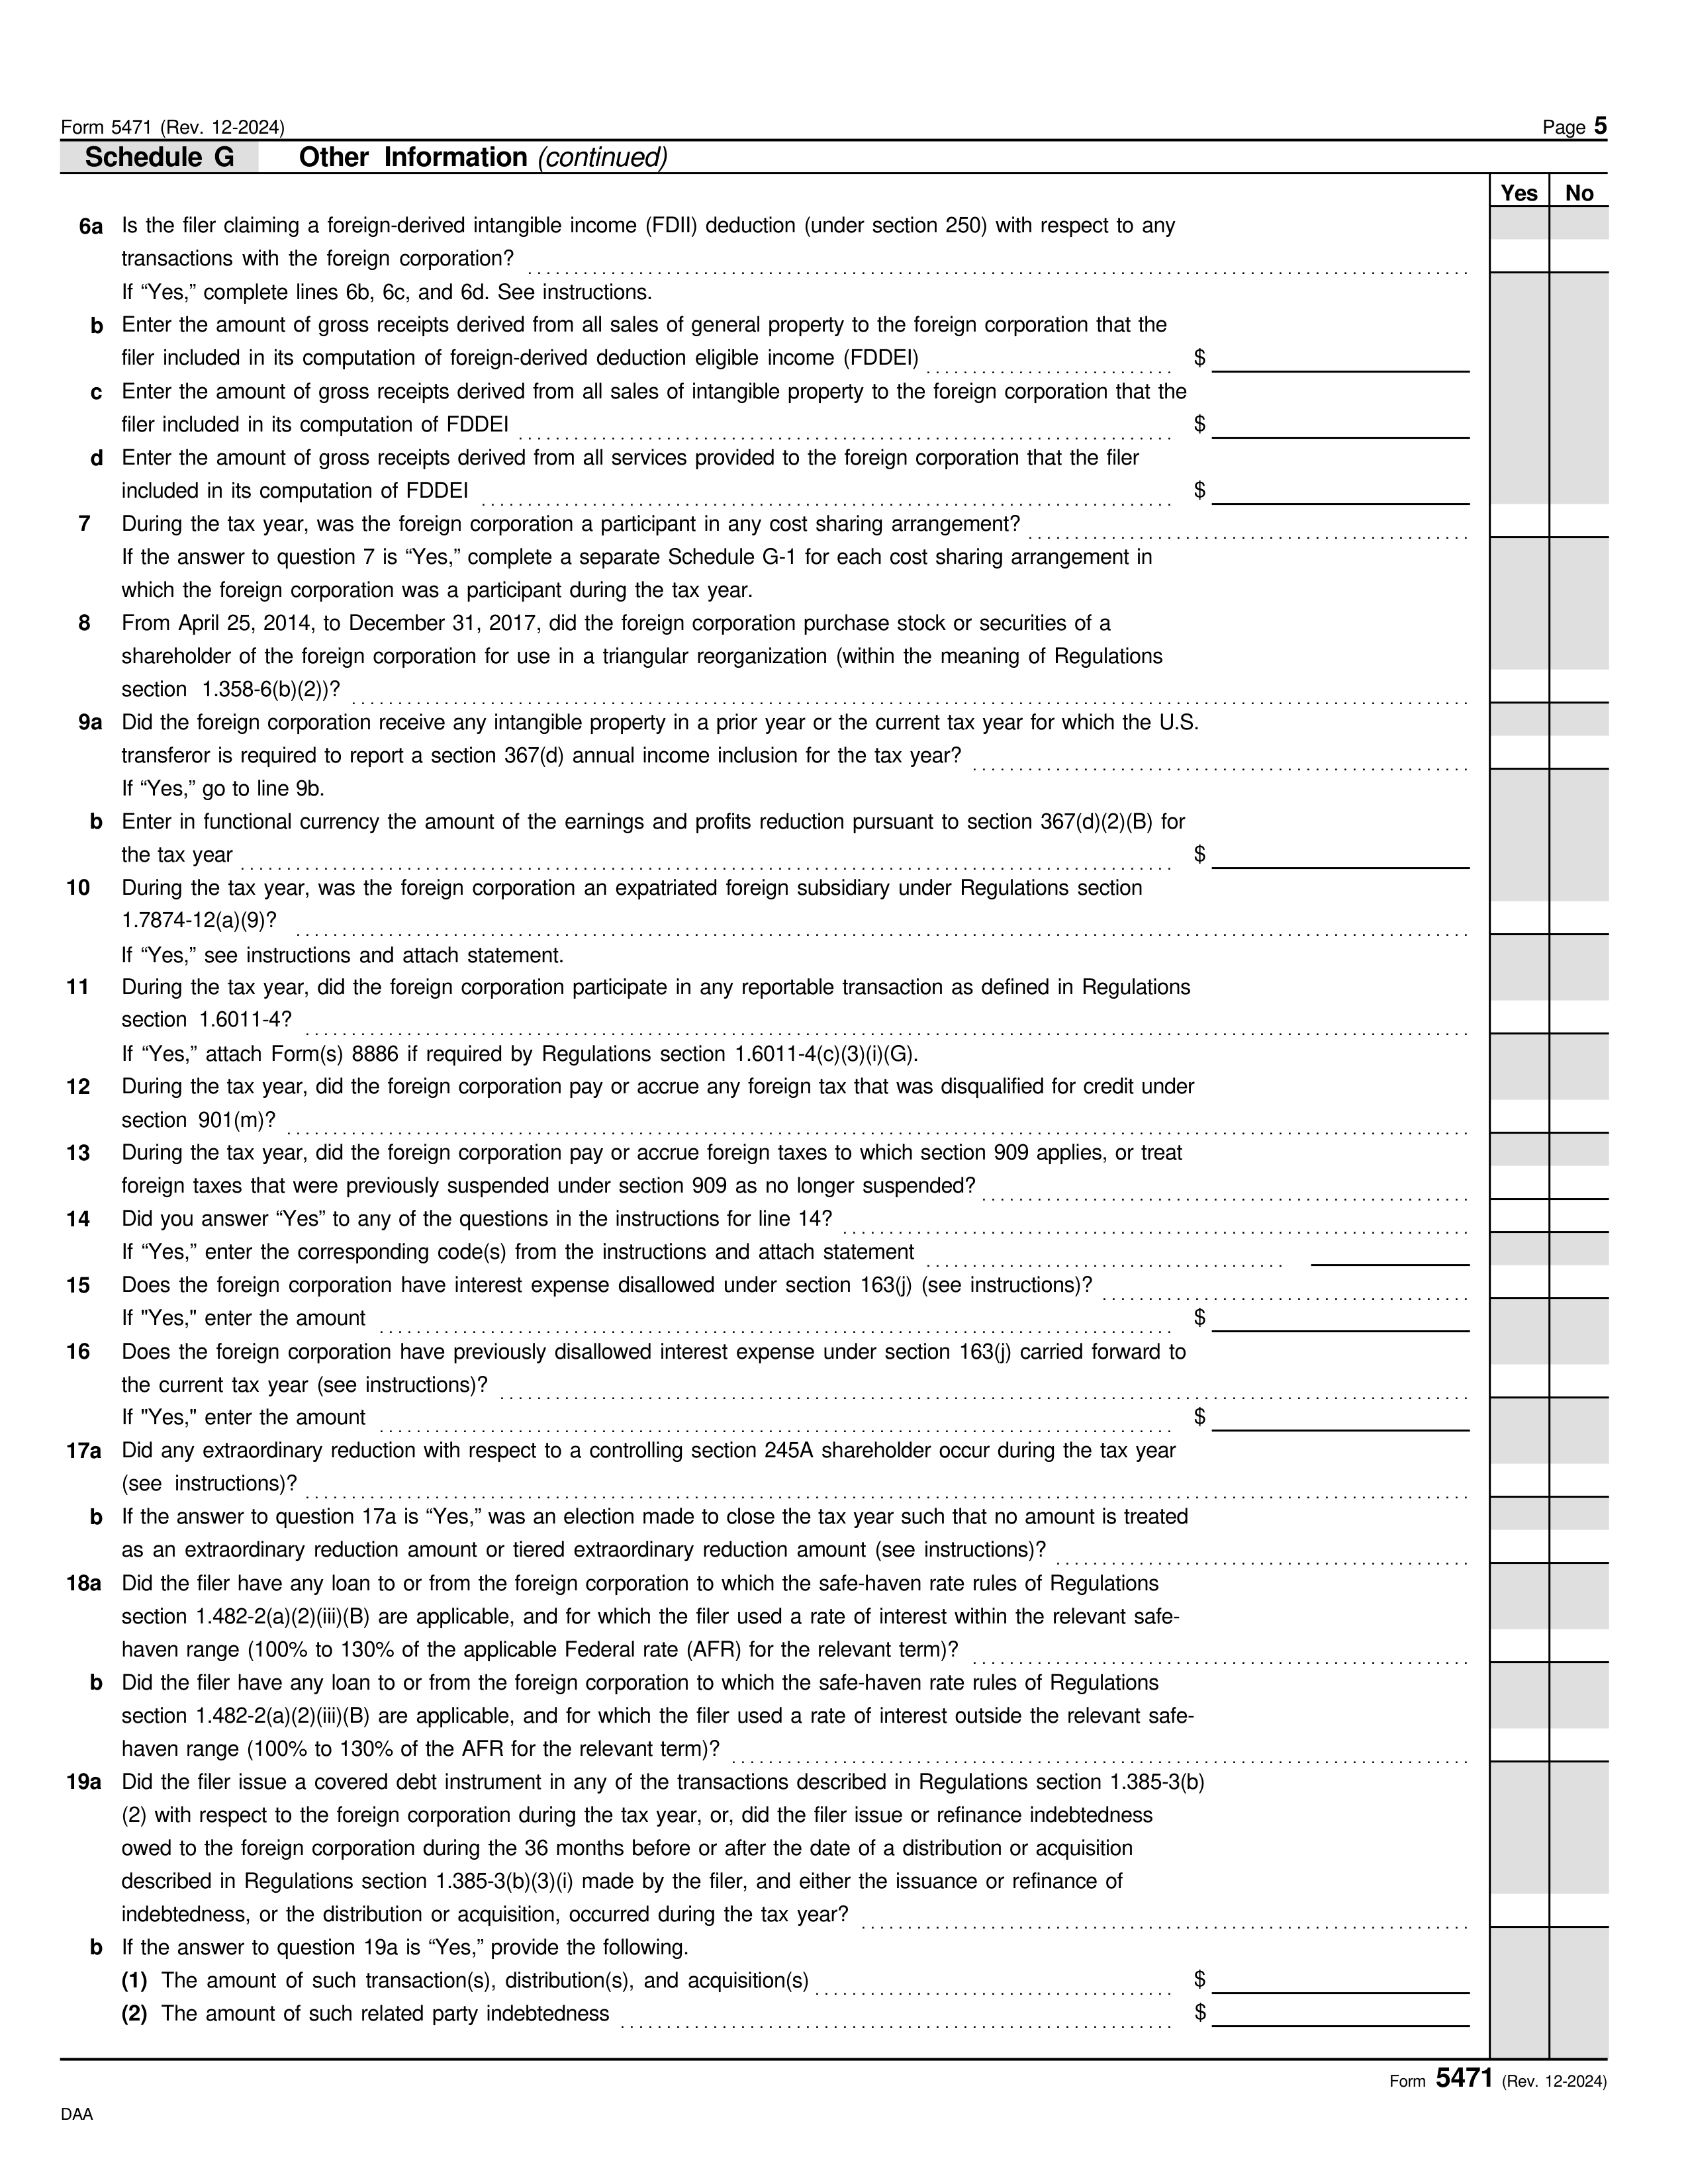 Form 5471 (Rev. 12-2024) Page 5
Schedule G Other Information (continued)
Yes No
6a Is the filer claiming a foreign-derived intangible income (FDII) deduction (under section 250) with respect to any
transactions with the foreign corporation?
If “Yes,” complete lines 6b, 6c, and 6d. See instructions.
b Enter the amount of gross receipts derived from all sales of general property to the foreign corporation that the
filer included in its computation of foreign-derived deduction eligible income (FDDEI) $
c Enter the amount of gross receipts derived from all sales of intangible property to the foreign corporation that the
filer included in its computation of FDDEI $
d Enter the amount of gross receipts derived from all services provided to the foreign corporation that the filer
included in its computation of FDDEI $
7 During the tax year, was the foreign corporation a participant in any cost sharing arrangement?
If the answer to question 7 is “Yes,” complete a separate Schedule G-1 for each cost sharing arrangement in
which the foreign corporation was a participant during the tax year.
8 From April 25, 2014, to December 31, 2017, did the foreign corporation purchase stock or securities of a
shareholder of the foreign corporation for use in a triangular reorganization (within the meaning of Regulations
section 1.358-6(b)(2))?
9a Did the foreign corporation receive any intangible property in a prior year or the current tax year for which the U.S.
transferor is required to report a section 367(d) annual income inclusion for the tax year?
If “Yes,” go to line 9b.
b Enter in functional currency the amount of the earnings and profits reduction pursuant to section 367(d)(2)(B) for
the tax year $
10 During the tax year, was the foreign corporation an expatriated foreign subsidiary under Regulations section
1.7874-12(a)(9)?
If “Yes,” see instructions and attach statement.
11 During the tax year, did the foreign corporation participate in any reportable transaction as defined in Regulations
section 1.6011-4?
If “Yes,” attach Form(s) 8886 if required by Regulations section 1.6011-4(c)(3)(i)(G).
12 During the tax year, did the foreign corporation pay or accrue any foreign tax that was disqualified for credit under
section 901(m)?
13 During the tax year, did the foreign corporation pay or accrue foreign taxes to which section 909 applies, or treat
foreign taxes that were previously suspended under section 909 as no longer suspended?
14 Did you answer “Yes” to any of the questions in the instructions for line 14?
If “Yes,” enter the corresponding code(s) from the instructions and attach statement
15 Does the foreign corporation have interest expense disallowed under section 163(j) (see instructions)?
If "Yes," enter the amount $
16 Does the foreign corporation have previously disallowed interest expense under section 163(j) carried forward to
the current tax year (see instructions)?
If "Yes," enter the amount $
17a Did any extraordinary reduction with respect to a controlling section 245A shareholder occur during the tax year
(see instructions)?
b If the answer to question 17a is “Yes,” was an election made to close the tax year such that no amount is treated
as an extraordinary reduction amount or tiered extraordinary reduction amount (see instructions)?
18a Did the filer have any loan to or from the foreign corporation to which the safe-haven rate rules of Regulations
section 1.482-2(a)(2)(iii)(B) are applicable, and for which the filer used a rate of interest within the relevant safe-
haven range (100% to 130% of the applicable Federal rate (AFR) for the relevant term)?
b Did the filer have any loan to or from the foreign corporation to which the safe-haven rate rules of Regulations
section 1.482-2(a)(2)(iii)(B) are applicable, and for which the filer used a rate of interest outside the relevant safe-
haven range (100% to 130% of the AFR for the relevant term)?
19a Did the filer issue a covered debt instrument in any of the transactions described in Regulations section 1.385-3(b)
(2) with respect to the foreign corporation during the tax year, or, did the filer issue or refinance indebtedness
owed to the foreign corporation during the 36 months before or after the date of a distribution or acquisition
described in Regulations section 1.385-3(b)(3)(i) made by the filer, and either the issuance or refinance of
indebtedness, or the distribution or acquisition, occurred during the tax year?
b If the answer to question 19a is “Yes,” provide the following.
(1) The amount of such transaction(s), distribution(s), and acquisition(s) $
(2) The amount of such related party indebtedness $
Form 5471 (Rev. 12-2024)
DAA